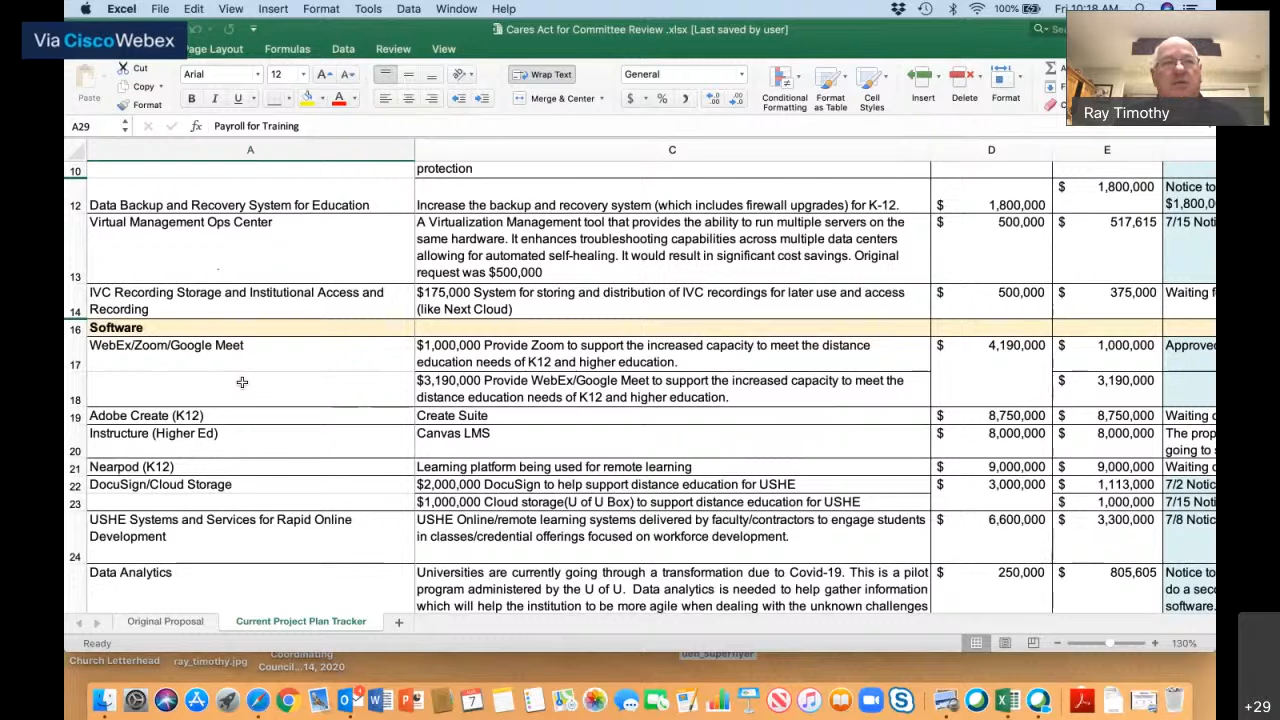 Excel File Edit View Insert Format Tools Data Window Help 100% Fri 10:18 AM
Via CiscoWebex
Cares Act for Committee Review .xlsx [Last saved by user]
Page Layout Formulas Data Review View
Cut
Copy
Format
Paste
Arial 12
B I U
Wrap Text
Merge & Center
General
$ % )
Conditional Formatting
Format as Table
Cell Styles
Insert Delete Format
Ray Timothy
A29 fx Payroll for Training
A C D E
10 protection
12 Data Backup and Recovery System for Education Increase the backup and recovery system (which includes firewall upgrades) for K-12. $ 1,800,000 $ 1,800,000 Notice to
$1,800,0
13 Virtual Management Ops Center A Virtualization Management tool that provides the ability to run multiple servers on the $ 500,000 $ 517,615 7/15 Noti
same hardware. It enhances troubleshooting capabilities across multiple data centers
allowing for automated self-healing. It would result in significant cost savings. Original
request was $500,000
14 IVC Recording Storage and Institutional Access and $175,000 System for storing and distribution of IVC recordings for later use and access $ 500,000 $ 375,000 Waiting f
Recording (like Next Cloud)
16 Software
17 WebEx/Zoom/Google Meet $1,000,000 Provide Zoom to support the increased capacity to meet the distance $ 4,190,000 $ 1,000,000 Approved
education needs of K12 and higher education.
18 $3,190,000 Provide WebEx/Google Meet to support the increased capacity to meet the $ 3,190,000
distance education needs of K12 and higher education.
19 Adobe Create (K12) Create Suite $ 8,750,000 $ 8,750,000 Waiting
20 Instructure (Higher Ed) Canvas LMS $ 8,000,000 $ 8,000,000 The prop
going to
21 Nearpod (K12) Learning platform being used for remote learning $ 9,000,000 $ 9,000,000 Waiting
22 DocuSign/Cloud Storage $2,000,000 DocuSign to help support distance education for USHE $ 3,000,000 $ 1,113,000 7/2 Noti
23 $1,000,000 Cloud storage(U of U Box) to support distance education for USHE $ 1,000,000 7/15 Noti
24 USHE Systems and Services for Rapid Online USHE Online/remote learning systems delivered by faculty/contractors to engage students $ 6,600,000 $ 3,300,000 7/8 Notic
Development in classes/credential offerings focused on workforce development.
Data Analytics Universities are currently going through a transformation due to Covid-19. This is a pilot $ 250,000 $ 805,605 Notice to
program administered by the U of U. Data analytics is needed to help gather information do a sec
which will help the institution to be more agile when dealing with the unknown challenges software.
Original Proposal Current Project Plan Tracker +
Ready 130%
Church Letterhead ray_timothy.jpg Coordinating
Council...14, 2020
+29